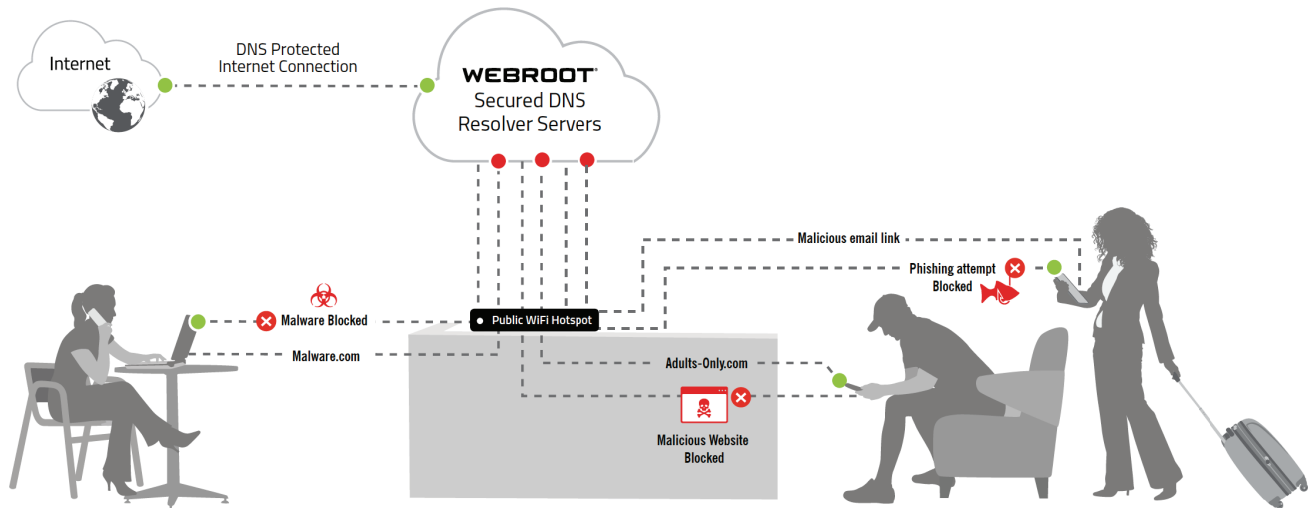 Internet
DNS Protected
Internet Connection
WEBROOT®
Secured DNS
Resolver Servers
Malicious email link
Phishing attempt
Blocked
Malware Blocked
Public WiFi Hotspot
Malware.com
Adults-Only.com
Malicious Website
Blocked